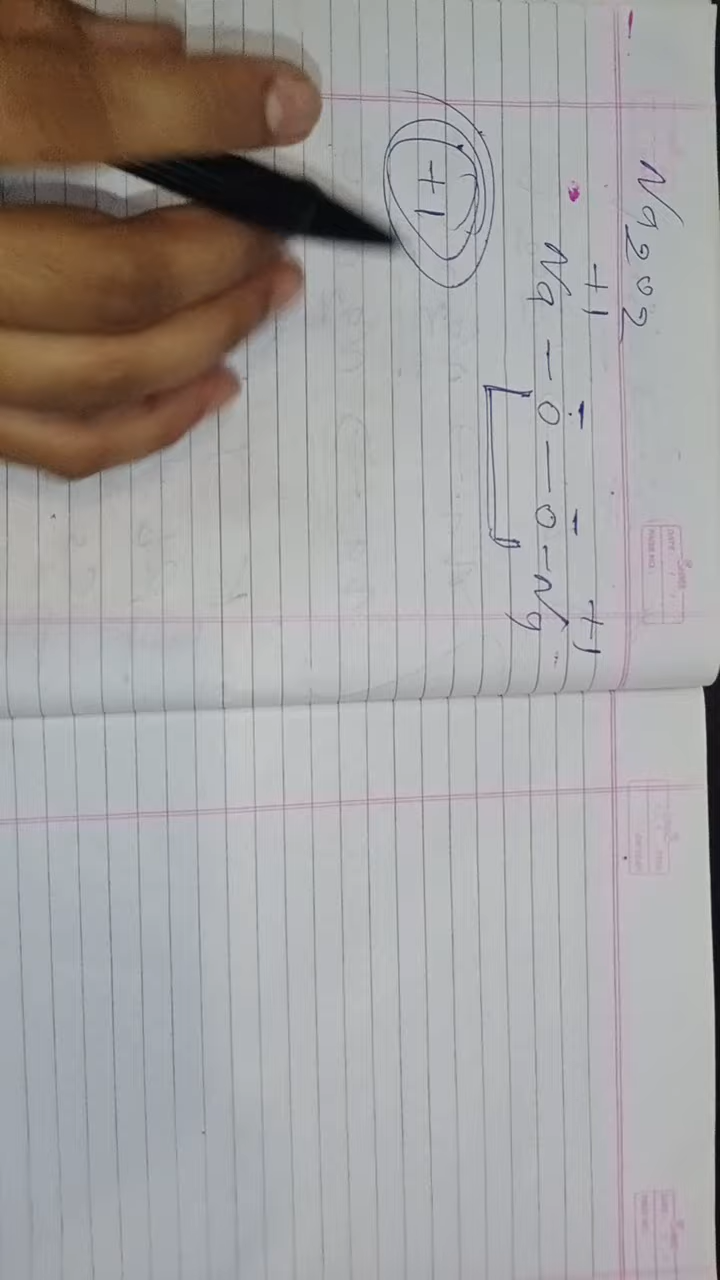 Na2O2
+1 - - +1
Na - O - O - Na
+1